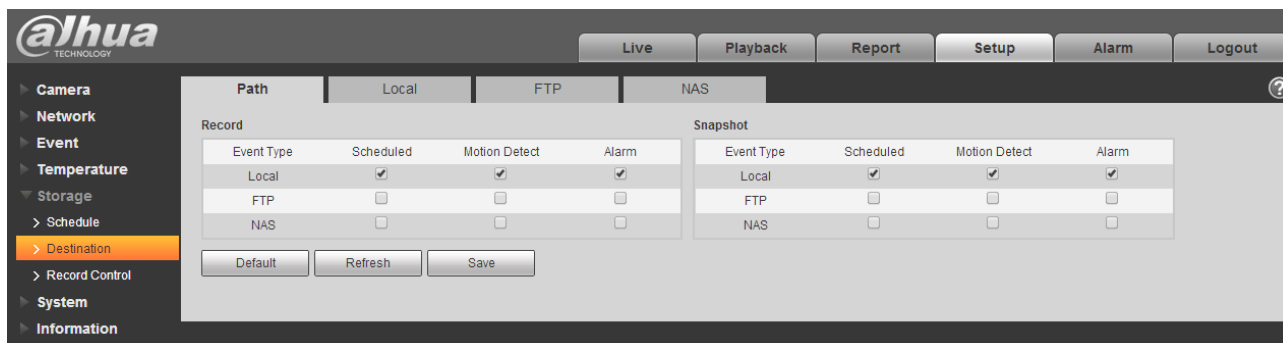 alhua
TECHNOLOGY
Live Playback Report Setup Alarm Logout
Camera
Network
Event
Temperature
Storage
> Schedule
> Destination
> Record Control
System
Information
Path Local FTP NAS
?
Record
Event Type Scheduled Motion Detect Alarm
Local
FTP
NAS
Snapshot
Event Type Scheduled Motion Detect Alarm
Local
FTP
NAS
Default Refresh Save